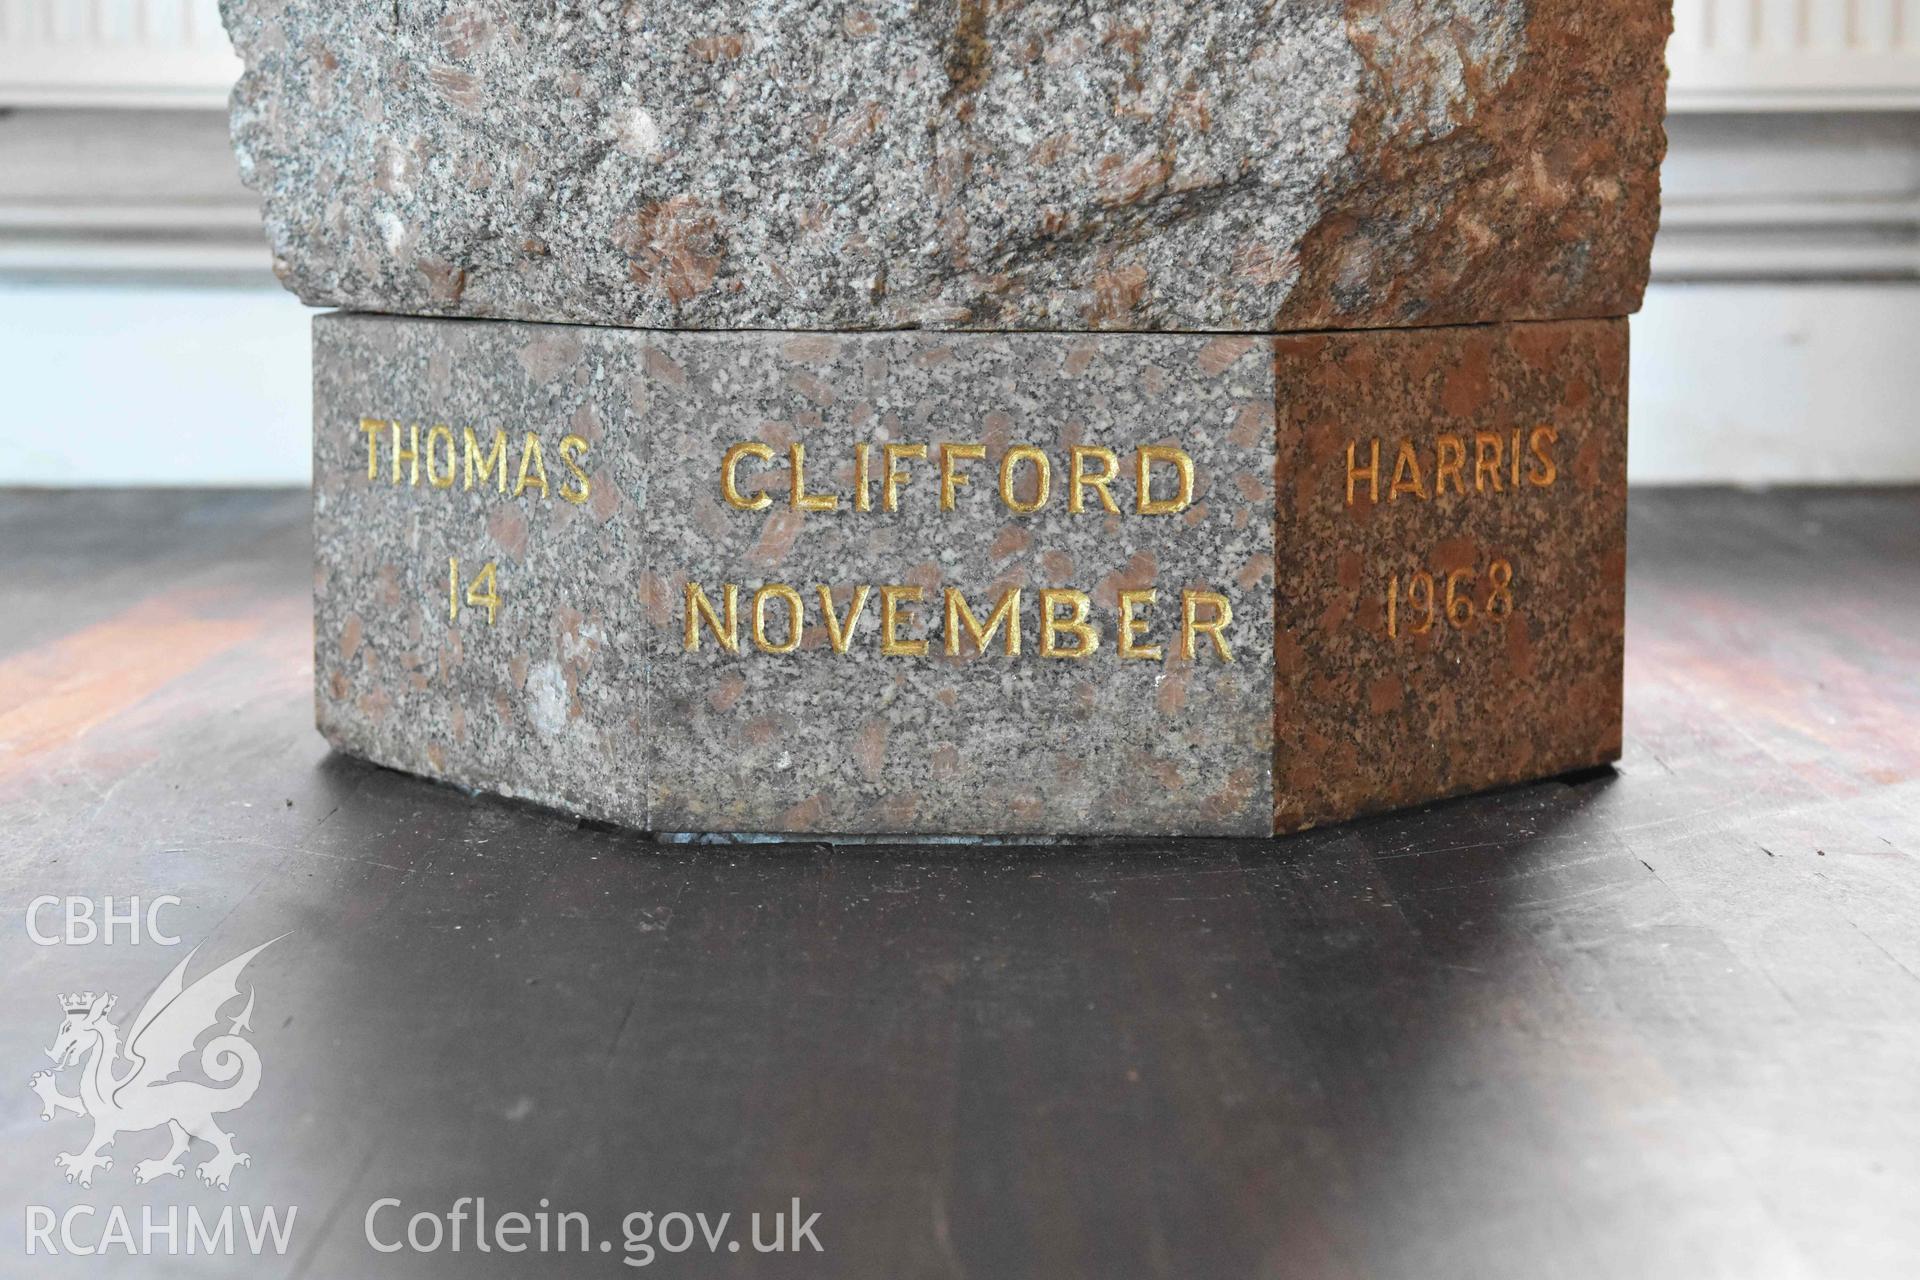 THOMAS CLIFFORD HARRIS
14 NOVEMBER 1968
CBHC
RCAHMW Coflein.gov.uk